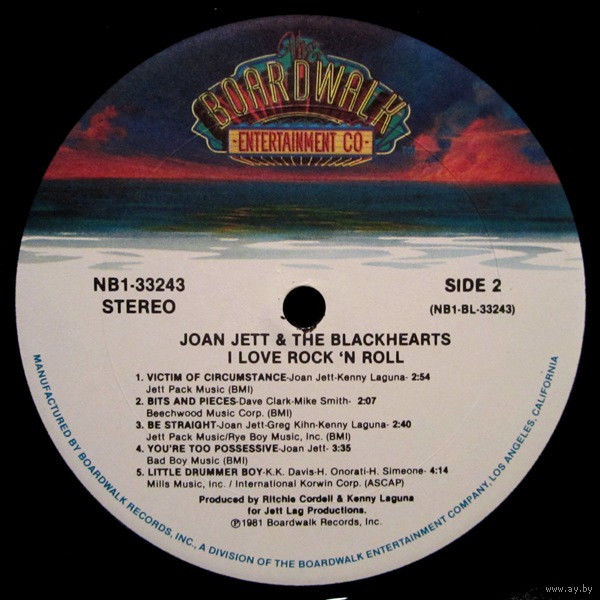 The
BOARDWALK
-ENTERTAINMENT CO-
NB1-33243
STEREO
SIDE 2
(NB1-BL-33243)
JOAN JETT & THE BLACKHEARTS
I LOVE ROCK 'N ROLL
1. VICTIM OF CIRCUMSTANCE-Joan Jett-Kenny Laguna- 2:54
Jett Pack Music (BMI)
2. BITS AND PIECES-Dave Clark-Mike Smith- 2:07
Beechwood Music Corp. (BMI)
3. BE STRAIGHT-Joan Jett-Greg Kihn-Kenny Laguna- 2:40
Jett Pack Music/Rye Boy Music, Inc. (BMI)
4. YOU'RE TOO POSSESSIVE-Joan Jett- 3:35
Bad Boy Music (BMI)
5. LITTLE DRUMMER BOY-K.K. Davis-H. Onorati-H. Simeone- 4:14
Mills Music, Inc. / International Korwin Corp. (ASCAP)
Produced by Ritchie Cordell & Kenny Laguna
for Jett Lag Productions.
℗1981 Boardwalk Records, Inc.
MANUFACTURED BY BOARDWALK RECORDS, INC., A DIVISION OF THE BOARDWALK ENTERTAINMENT COMPANY, LOS ANGELES, CALIFORNIA
www.ay.by